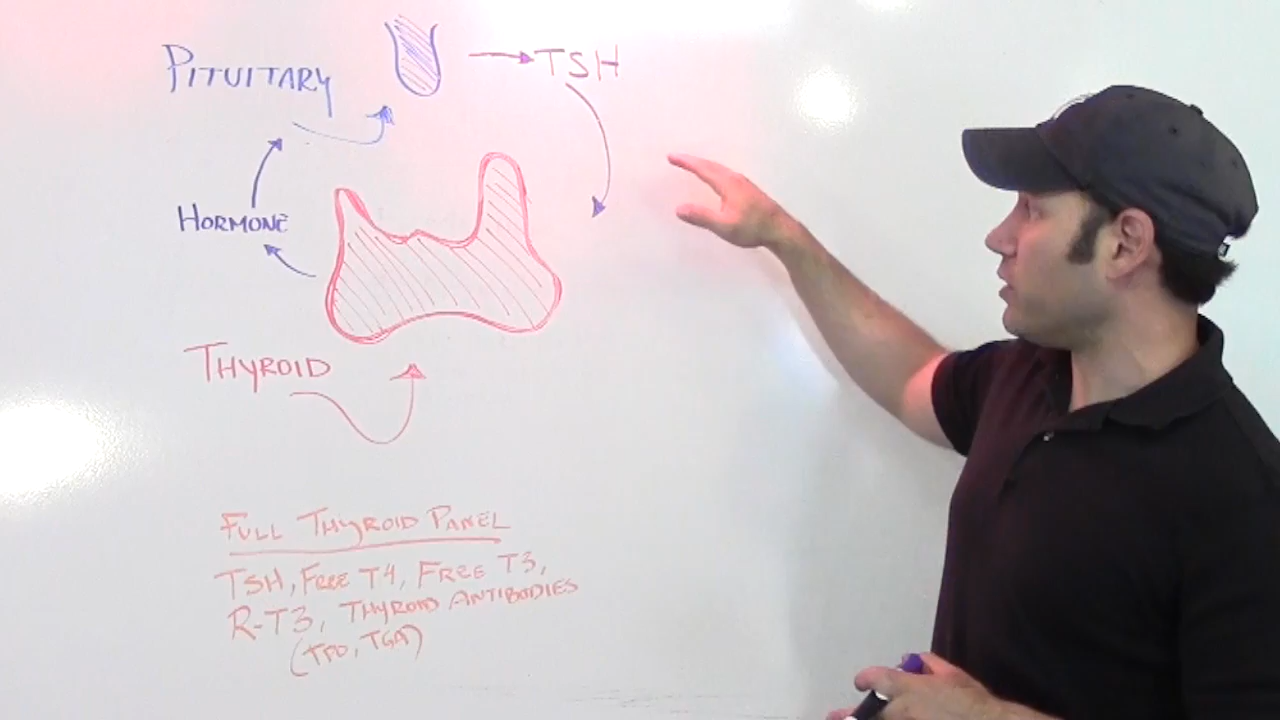 PITUITARY
TSH
HORMONE
THYROID
FULL THYROID PANEL
TSH, FREE T4, FREE T3,
R-T3, THYROID ANTIBODIES
(TPO, TGA)